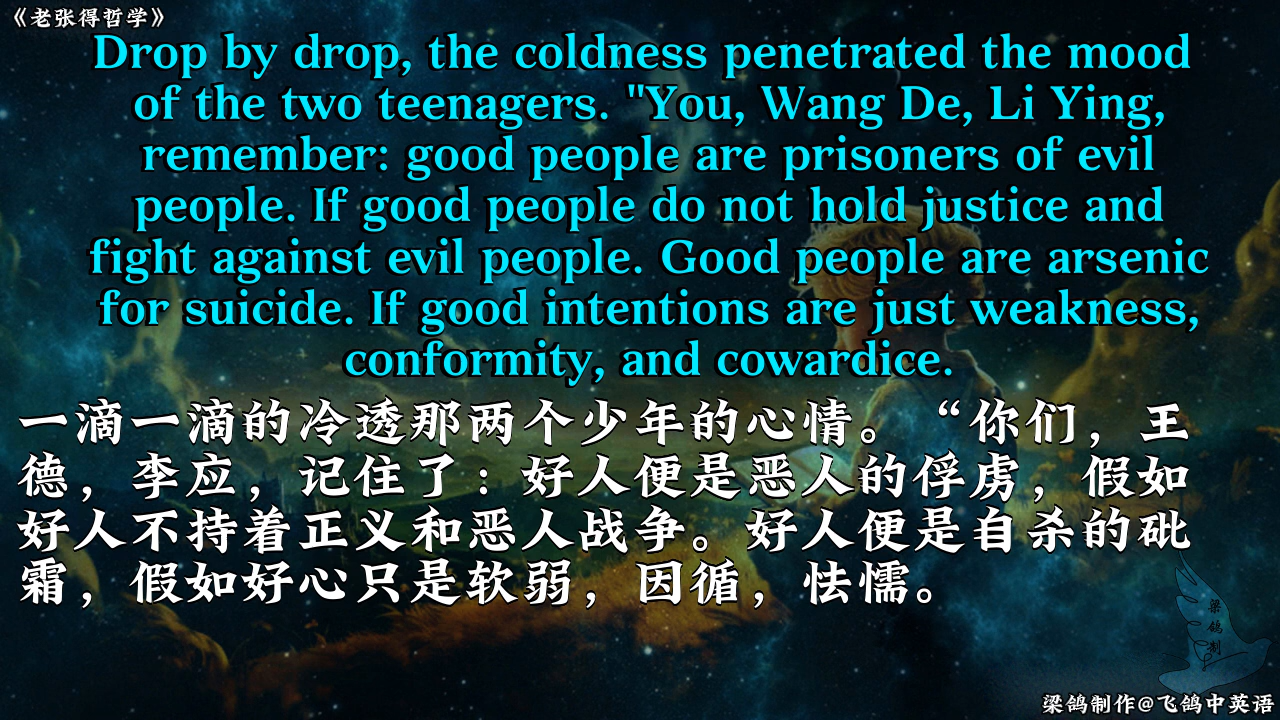 《老张得哲学》
Drop by drop, the coldness penetrated the mood
of the two teenagers. "You, Wang De, Li Ying,
remember: good people are prisoners of evil
people. If good people do not hold justice and
fight against evil people. Good people are arsenic
for suicide. If good intentions are just weakness,
conformity, and cowardice.
一滴一滴的冷透那两个少年的心情。“你们，王
德，李应，记住了：好人便是恶人的俘虏，假如
好人不持着正义和恶人战争。好人便是自杀的砒
霜，假如好心只是软弱，因循，怯懦。
梁鸽制
梁鸽制作@飞鸽中英语